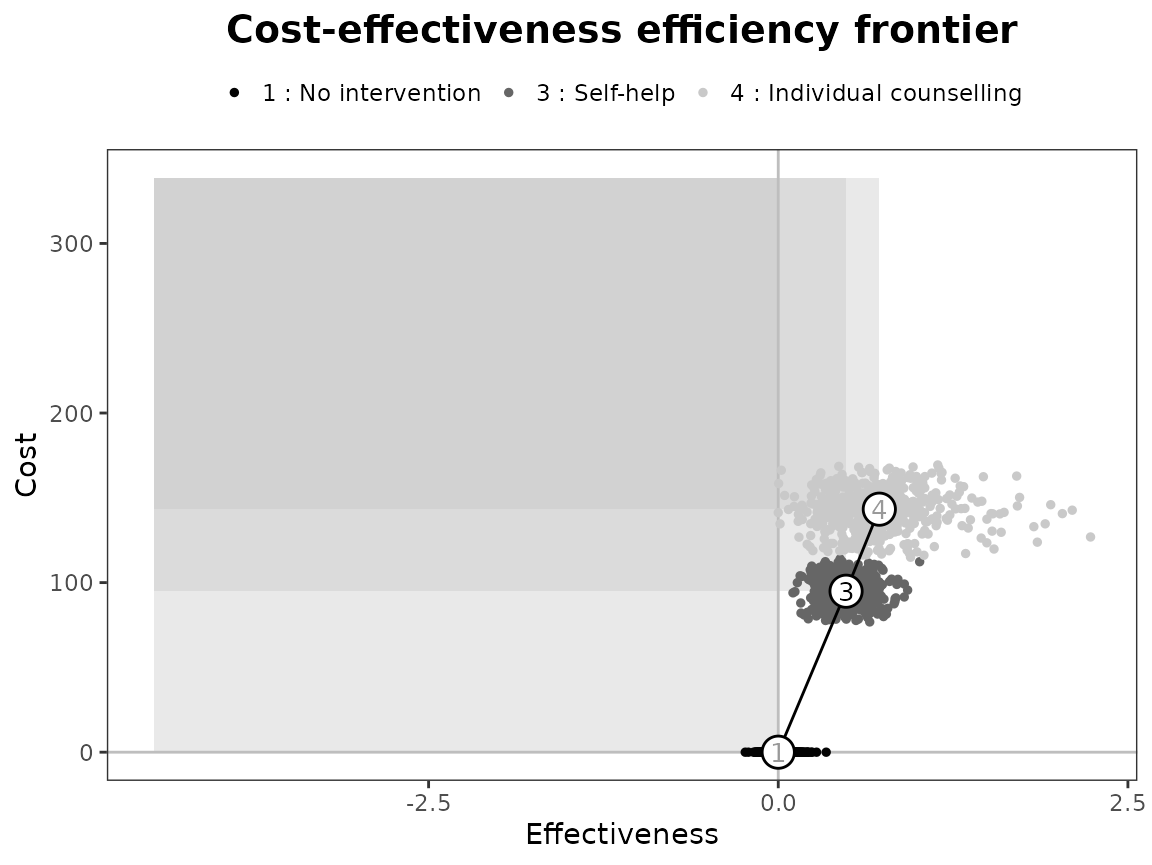 Cost-effectiveness efficiency frontier
1 : No intervention 3 : Self-help 4 : Individual counselling
300
200
100
0
Cost
4
3
1
-2.5 0.0 2.5
Effectiveness